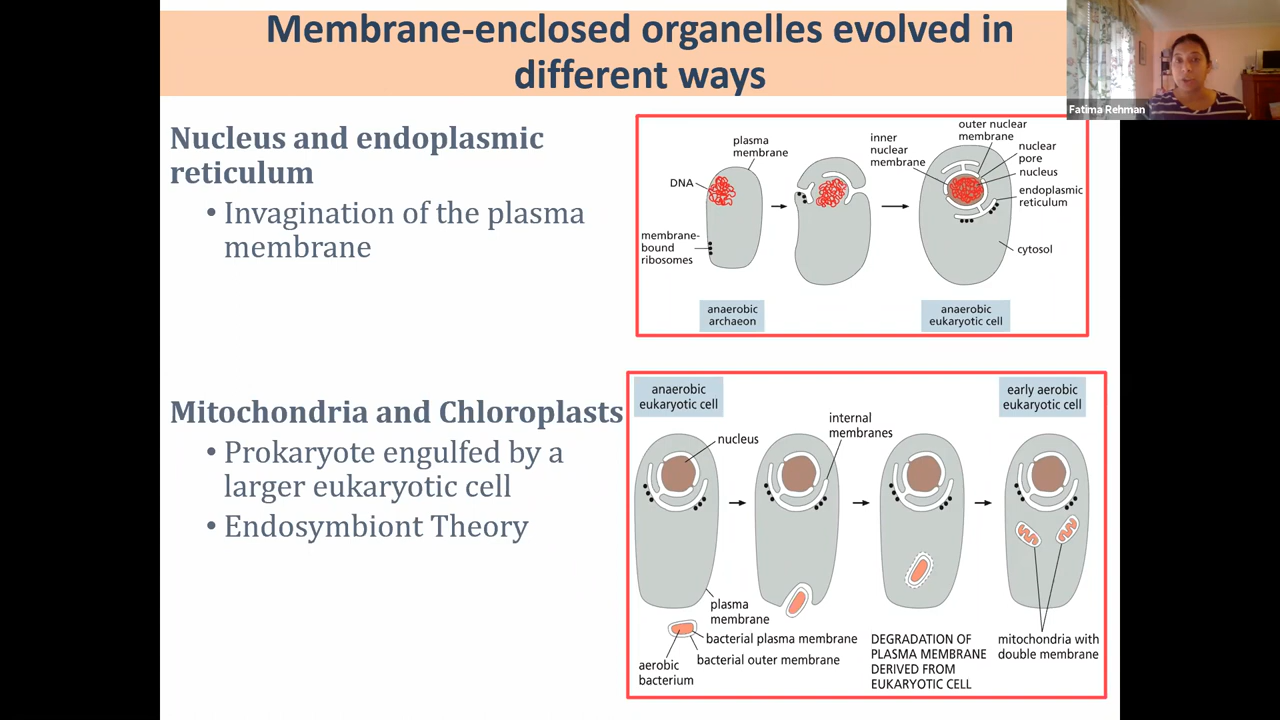 Membrane-enclosed organelles evolved in
different ways
Fatima Rehman
Nucleus and endoplasmic
reticulum
• Invagination of the plasma
membrane
plasma
membrane
DNA
membrane-
bound
ribosomes
inner
nuclear
membrane
outer nuclear
membrane
nuclear
pore
nucleus
endoplasmic
reticulum
cytosol
anaerobic
archaeon
anaerobic
eukaryotic cell
Mitochondria and Chloroplasts
• Prokaryote engulfed by a
larger eukaryotic cell
• Endosymbiont Theory
anaerobic
eukaryotic cell
nucleus
internal
membranes
early aerobic
eukaryotic cell
plasma
membrane
bacterial plasma membrane
bacterial outer membrane
aerobic
bacterium
DEGRADATION OF
PLASMA MEMBRANE
DERIVED FROM
EUKARYOTIC CELL
mitochondria with
double membrane